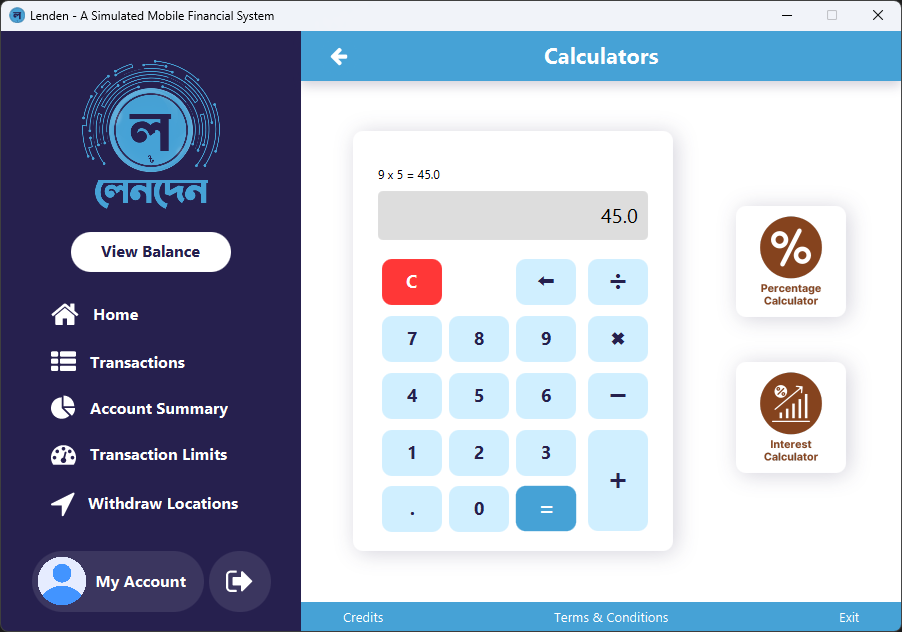 Lenden - A Simulated Mobile Financial System
ল
লেনদেন
View Balance
Home
Transactions
Account Summary
Transaction Limits
Withdraw Locations
My Account
Calculators
9 x 5 = 45.0
45.0
C ÷
7 8 9 ✖
4 5 6 −
1 2 3 +
. 0 =
%
Percentage
Calculator
%
Interest
Calculator
Credits Terms & Conditions Exit